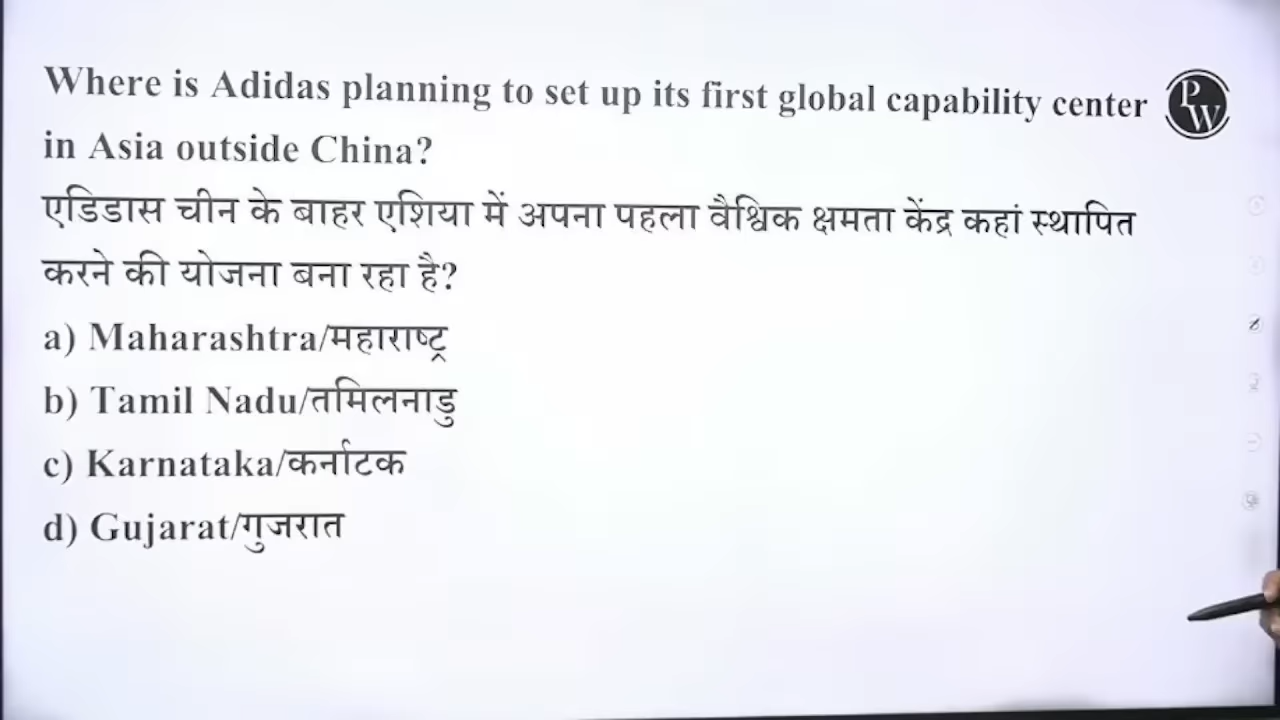 Where is Adidas planning to set up its first global capability center
in Asia outside China?
एडिडास चीन के बाहर एशिया में अपना पहला वैश्विक क्षमता केंद्र कहां स्थापित
करने की योजना बना रहा है?
a) Maharashtra/महाराष्ट्र
b) Tamil Nadu/तमिलनाडु
c) Karnataka/कर्नाटक
d) Gujarat/गुजरात
PW